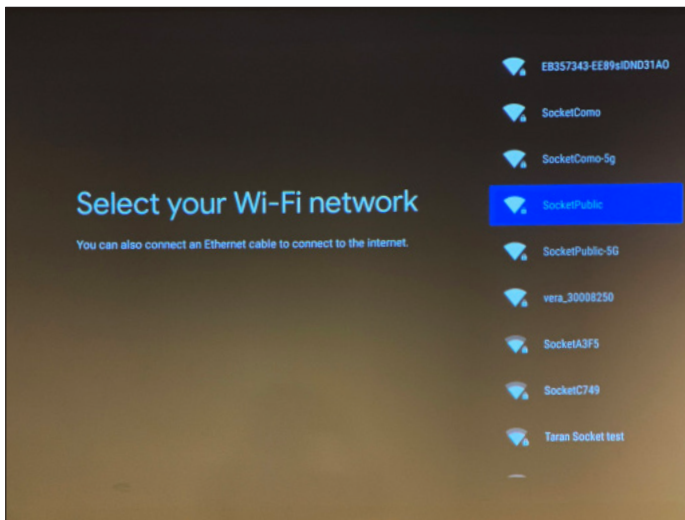 EB357343-EE89sIDND31AO
SocketComo
SocketComo-5g
Select your Wi-Fi network
SocketPublic
You can also connect an Ethernet cable to connect to the internet.
SocketPublic-5G
vera_30008250
SocketA3F5
SocketC749
Taran Socket test